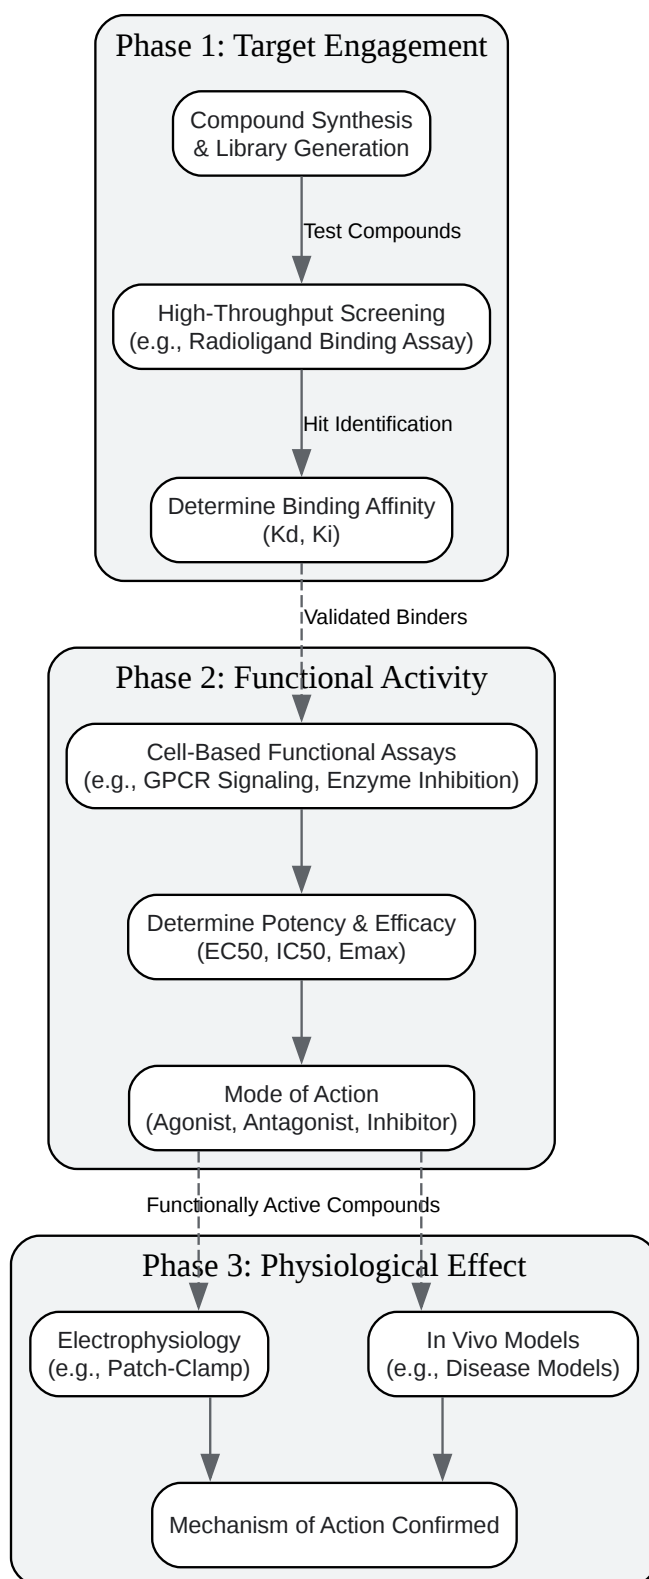 Phase 1: Target Engagement
Compound Synthesis
& Library Generation
Test Compounds
High-Throughput Screening
(e.g., Radioligand Binding Assay)
Hit Identification
Determine Binding Affinity
(Kd, Ki)
Validated Binders
Phase 2: Functional Activity
Cell-Based Functional Assays
(e.g., GPCR Signaling, Enzyme Inhibition)
Determine Potency & Efficacy
(EC50, IC50, Emax)
Mode of Action
(Agonist, Antagonist, Inhibitor)
Functionally Active Compounds
Phase 3: Physiological Effect
Electrophysiology
(e.g., Patch-Clamp)
In Vivo Models
(e.g., Disease Models)
Mechanism of Action Confirmed